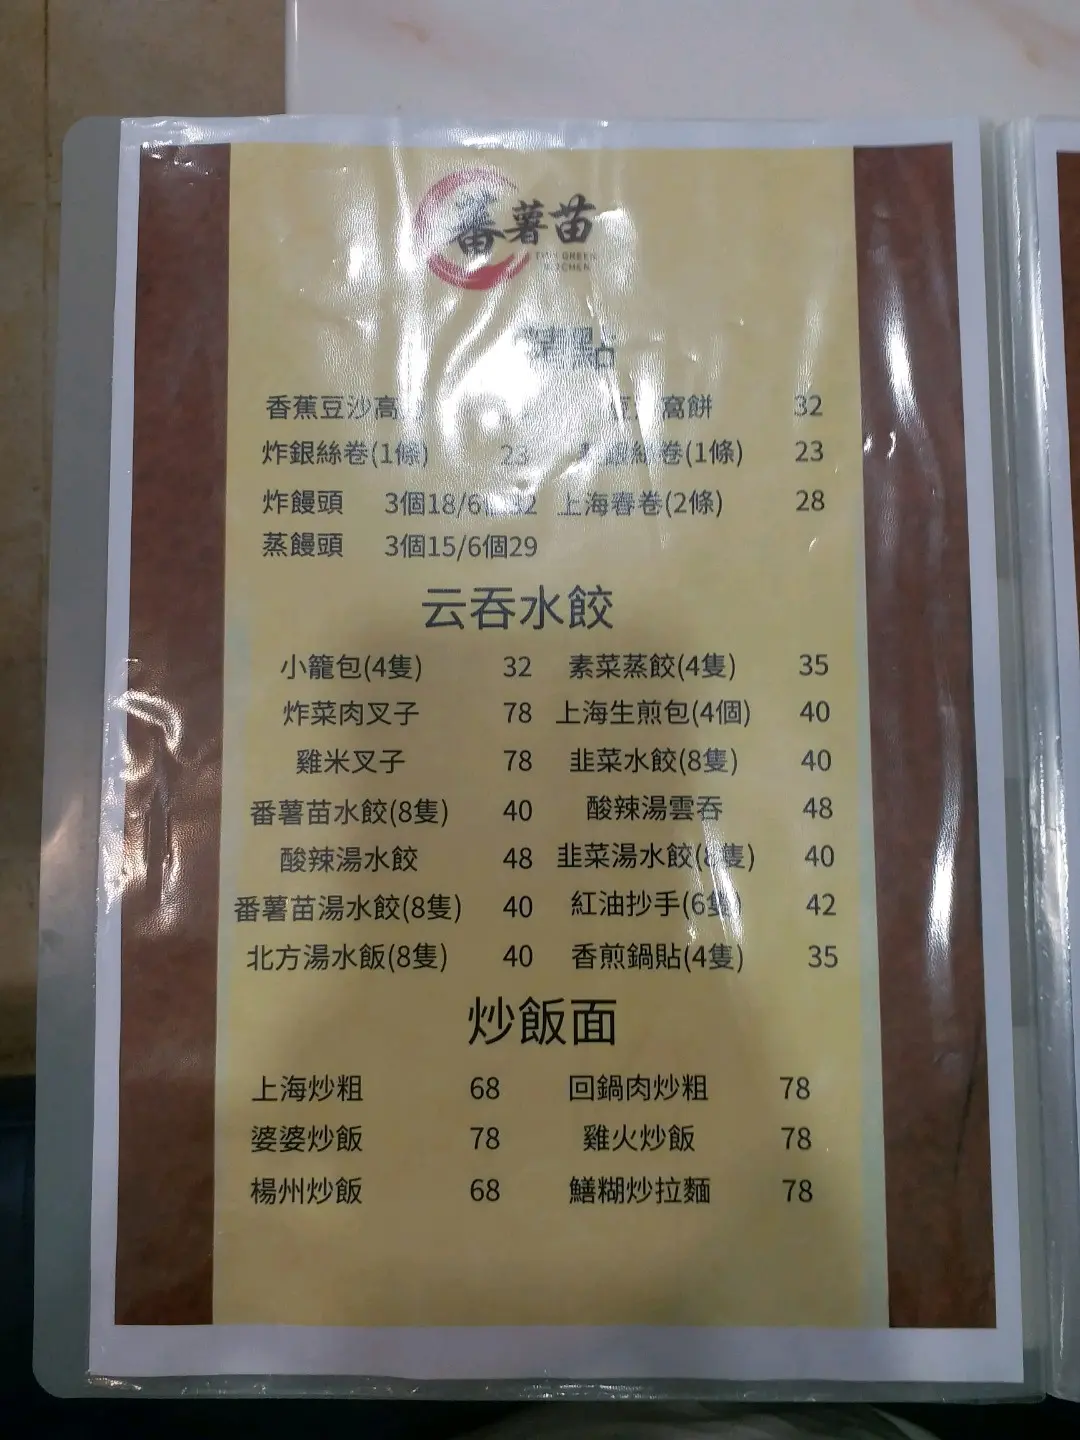 蕃薯苗
點
香蕉豆沙高 窩餅 32
炸銀絲卷(1條) 23 銀絲卷(1條) 23
炸饅頭 3個18/6個32 上海春卷(2條) 28
蒸饅頭 3個15/6個29
云吞水餃
小籠包(4隻) 32 素菜蒸餃(4隻) 35
炸菜肉叉子 78 上海生煎包(4個) 40
雞米叉子 78 韭菜水餃(8隻) 40
番薯苗水餃(8隻) 40 酸辣湯雲吞 48
酸辣湯水餃 48 韭菜湯水餃(8隻) 40
番薯苗湯水餃(8隻) 40 紅油抄手(6隻) 42
北方湯水飯(8隻) 40 香煎鍋貼(4隻) 35
炒飯面
上海炒粗 68 回鍋肉炒粗 78
婆婆炒飯 78 雞火炒飯 78
楊州炒飯 68 鱔糊炒拉麵 78